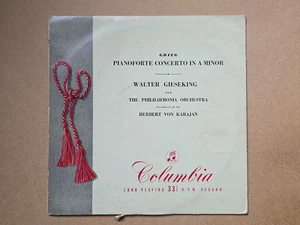 GRIEG
PIANOFORTE CONCERTO IN A MINOR
WALTER GIESEKING
and
THE PHILHARMONIA ORCHESTRA
Conducted by
HERBERT VON KARAJAN
Columbia
LONG PLAYING 33⅓ R.P.M. RECORD